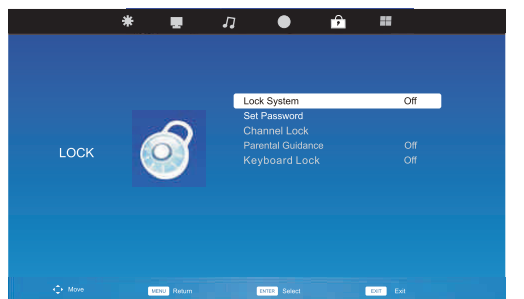 Lock System Off
Set Password
Channel Lock
Parental Guidance Off
Keyboard Lock Off
LOCK
Move MENU Return ENTER Select EXIT Exit